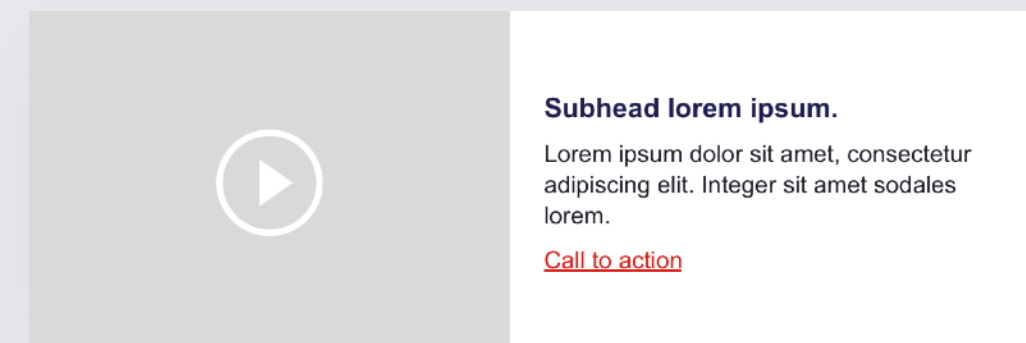 Subhead lorem ipsum.
Lorem ipsum dolor sit amet, consectetur
adipiscing elit. Integer sit amet sodales
lorem.
Call to action